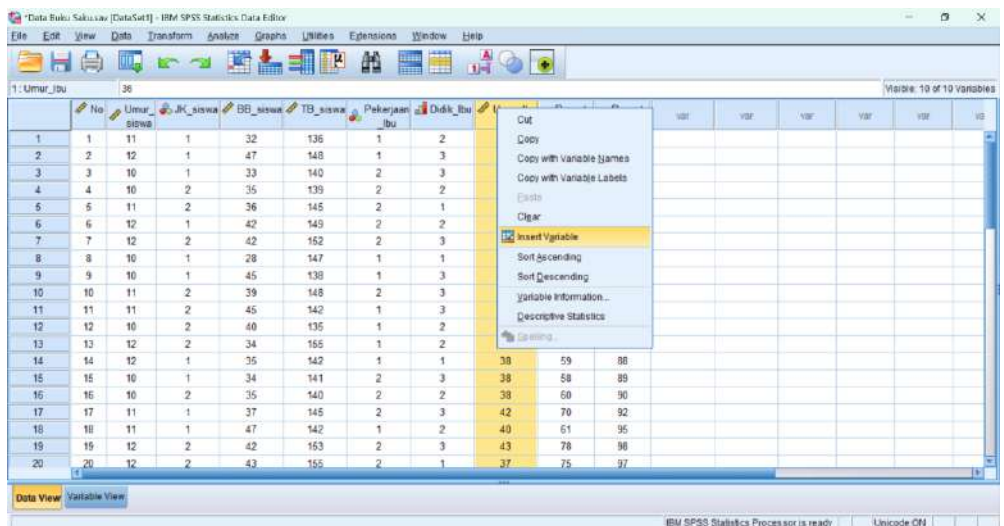 *Data Buku Saku.sav [DataSet1] - IBM SPSS Statistics Data Editor
File Edit View Data Transform Analyze Graphs Utilities Extensions Window Help
1 : Umur_Ibu 36 Visible: 10 of 10 Variables
No Umur_siswa JK_siswa BB_siswa TB_siswa Pekerjaan_Ibu Didik_Ibu var var var var var
1 1 11 1 32 136 1 2
2 2 12 1 47 148 1 3
3 3 10 1 33 140 2 3
4 4 10 2 35 139 2 2
5 5 11 2 36 145 2 1
6 6 12 1 42 149 2 2
7 7 12 2 42 152 2 3
8 8 10 1 28 147 1 1
9 9 10 1 45 138 1 3
10 10 11 2 39 148 2 3
11 11 11 2 45 142 1 3
12 12 10 2 40 135 1 2
13 13 12 2 34 155 1 2
14 14 12 1 35 142 1 1 38 59 88
15 15 10 1 34 141 2 3 38 58 89
16 16 10 2 35 140 2 2 38 60 90
17 17 11 1 37 145 2 3 42 70 92
18 18 11 1 47 142 1 2 40 61 95
19 19 12 2 42 153 2 3 43 78 98
20 20 12 2 43 155 2 1 37 75 97
Cut
Copy
Copy with Variable Names
Copy with Variable Labels
Paste
Clear
Insert Variable
Sort Ascending
Sort Descending
Variable Information...
Descriptive Statistics
Spelling...
Data View Variable View
IBM SPSS Statistics Processor is ready Unicode:ON